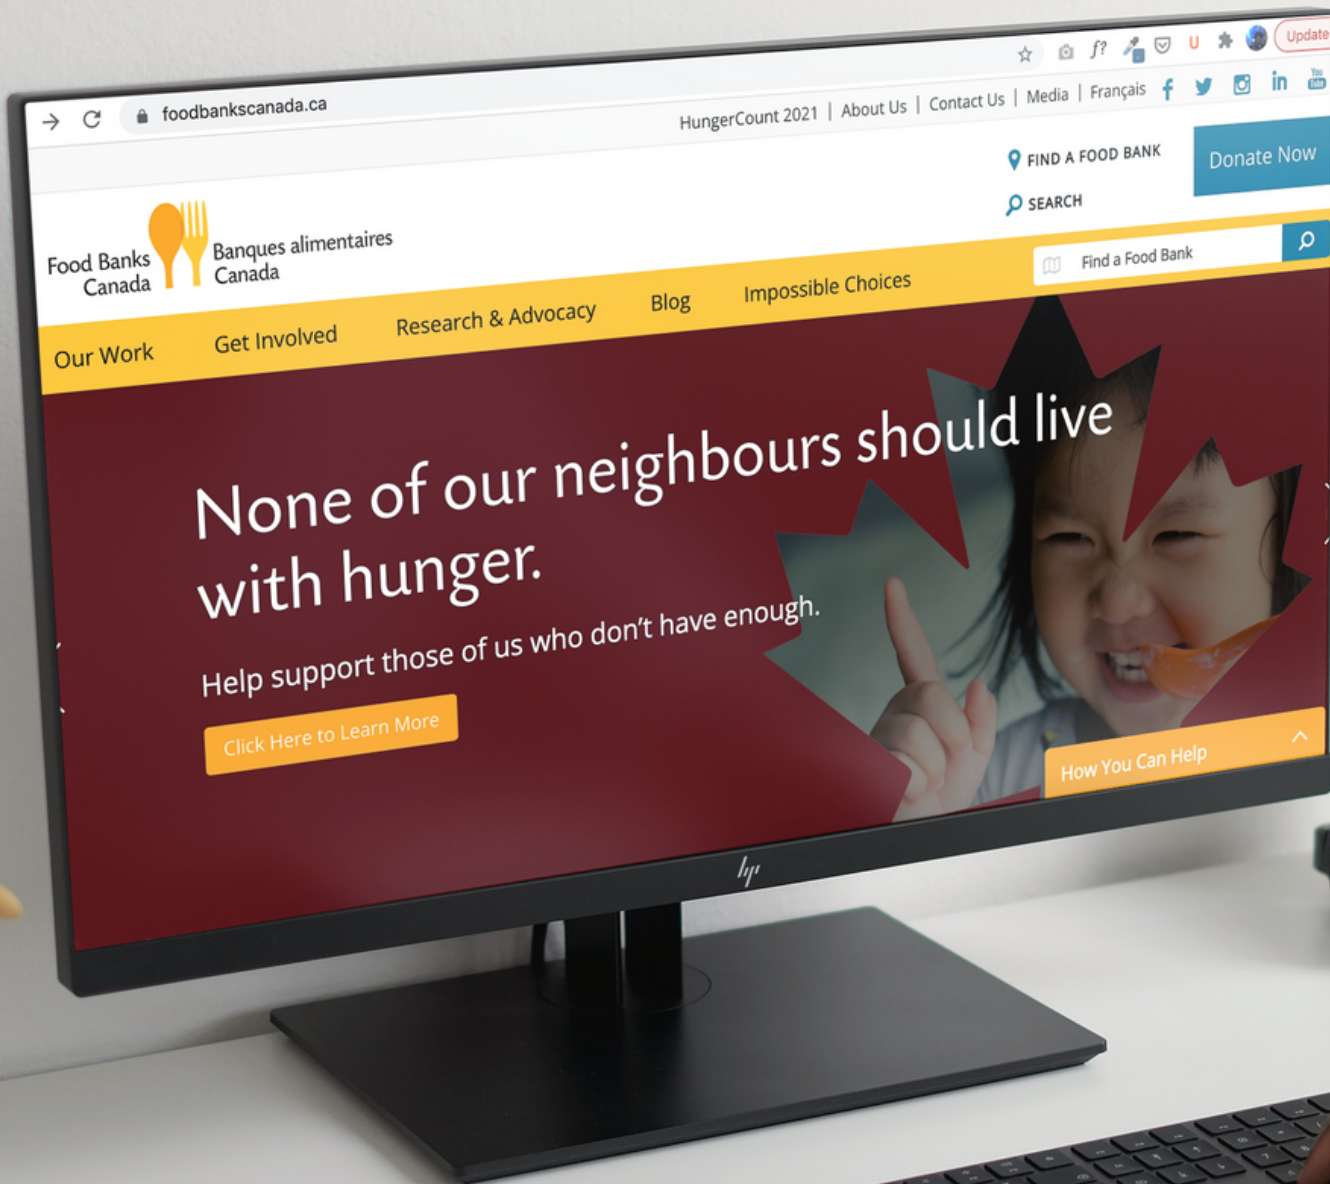 foodbankscanada.ca
Update
HungerCount 2021 | About Us | Contact Us | Media | Français
You Tube
FIND A FOOD BANK
Donate Now
SEARCH
Food Banks Canada
Banques alimentaires Canada
Find a Food Bank
Our Work Get Involved Research & Advocacy Blog Impossible Choices
None of our neighbours should live
with hunger.
Help support those of us who don't have enough.
Click Here to Learn More
How You Can Help
hp